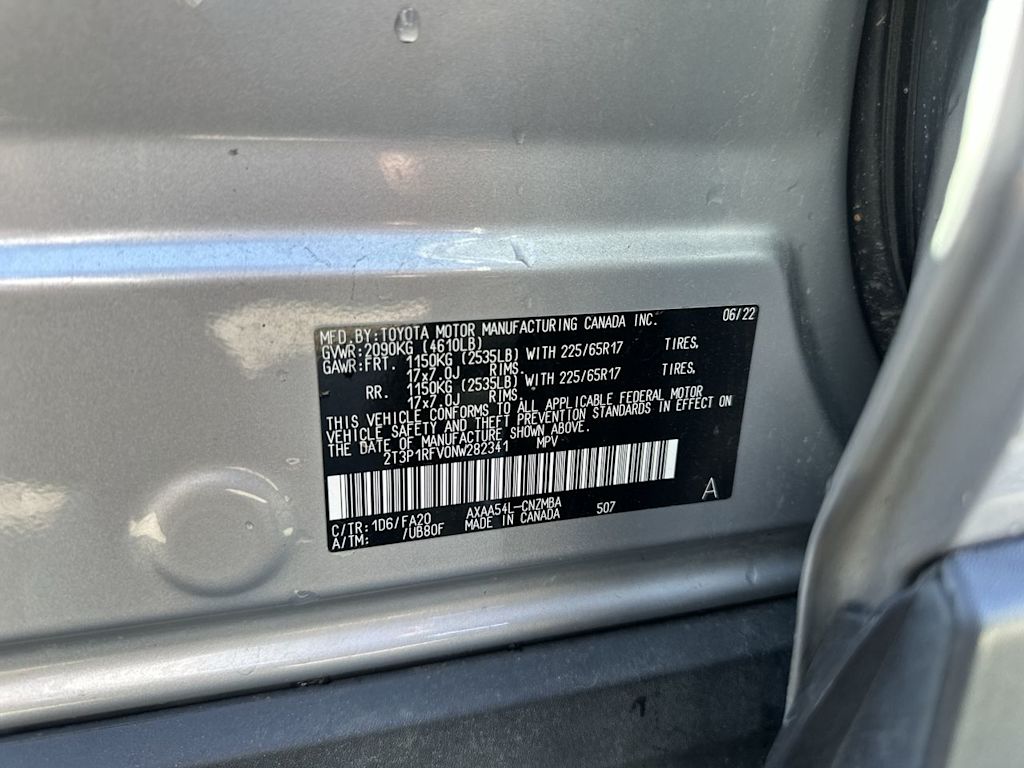 MFD.BY:TOYOTA MOTOR MANUFACTURING CANADA INC. 06/22
GVWR:2090KG (4610LB)
GAWR:FRT. 1150KG (2535LB) WITH 225/65R17 TIRES.
17x7.0J RIMS.
RR. 1150KG (2535LB) WITH 225/65R17 TIRES.
17x7.0J RIMS.
THIS VEHICLE CONFORMS TO ALL APPLICABLE FEDERAL MOTOR
VEHICLE SAFETY AND THEFT PREVENTION STANDARDS IN EFFECT ON
THE DATE OF MANUFACTURE SHOWN ABOVE.
2T3P1RFV0NW282341 MPV
A
C/TR:1D6/FA20 AXAA54L-CNZMBA 507
A/TM: /UB80F MADE IN CANADA